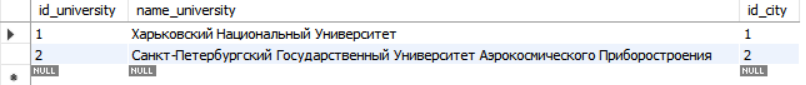 id_university name_university id_city
1 Харьковский Национальный Университет 1
2 Санкт-Петербургский Государственный Университет Аэрокосмического Приборостроения 2
NULL NULL NULL